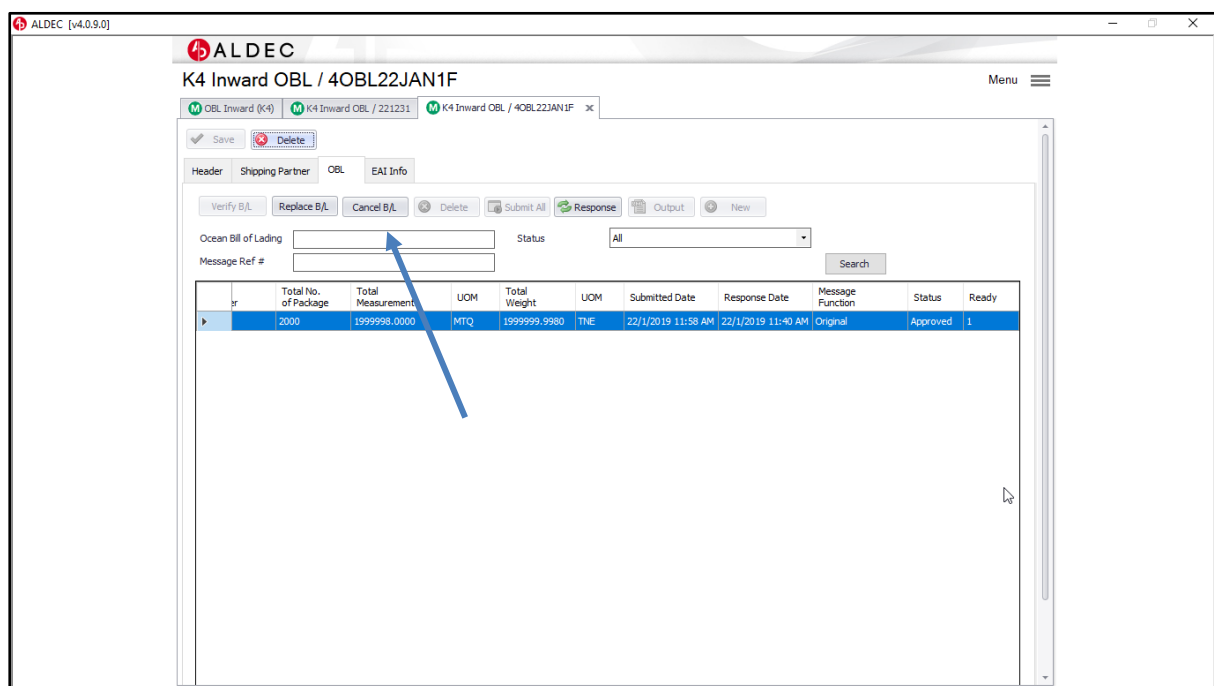 ALDEC [v4.0.9.0]
ALDEC
K4 Inward OBL / 4OBL22JAN1F
Menu
OBL Inward (K4) K4 Inward OBL / 221231 K4 Inward OBL / 4OBL22JAN1F
Save Delete
Header Shipping Partner OBL EAI Info
Verify B/L Replace B/L Cancel B/L Delete Submit All Response Output New
Ocean Bill of Lading Status All
Message Ref #
Search
er Total No. of Package Total Measurement UOM Total Weight UOM Submitted Date Response Date Message Function Status Ready
2000 1999998.0000 MTQ 1999999.9980 TNE 22/1/2019 11:58 AM 22/1/2019 11:40 AM Original Approved 1